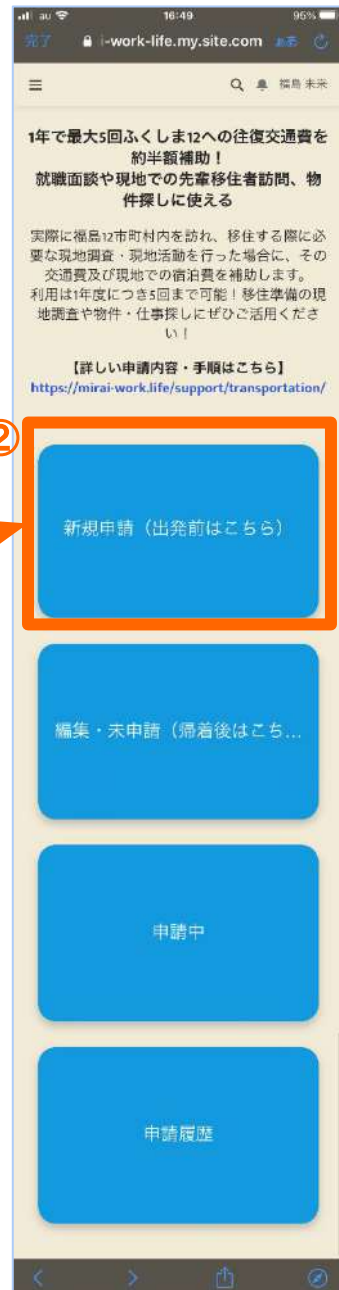 au 16:49 95%
完了 i-work-life.my.site.com ぁあ
福島 未来
1年で最大5回ふくしま12への往復交通費を
約半額補助！
就職面談や現地での先輩移住者訪問、物
件探しに使える
実際に福島12市町村内を訪れ、移住する際に必
要な現地調査・現地活動を行った場合に、その
交通費及び現地での宿泊費を補助します。
利用は1年度につき5回まで可能！移住準備の現
地調査や物件・仕事探しにぜひご活用くださ
い！
【詳しい申請内容・手順はこちら】
https://mirai-work.life/support/transportation/
②
新規申請（出発前はこちら）
編集・未申請（帰着後はこち...
申請中
申請履歴